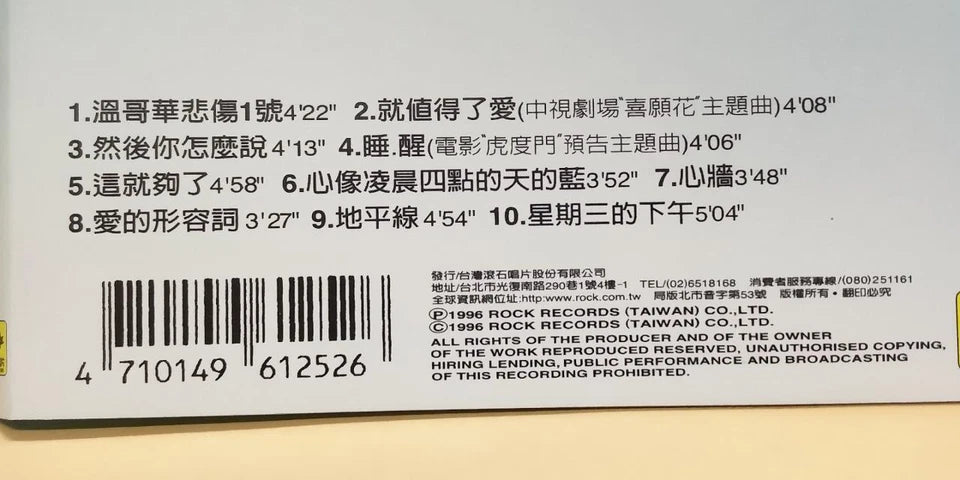 1.溫哥華悲傷1號4'22" 2.就值得了愛(中視劇場"喜願花"主題曲)4'08"
3.然後你怎麼說4'13" 4.睡.醒(電影"虎度門"預告主題曲)4'06"
5.這就夠了4'58" 6.心像凌晨四點的天的藍3'52" 7.心牆3'48"
8.愛的形容詞3'27" 9.地平線4'54" 10.星期三的下午5'04"
發行/台灣滾石唱片股份有限公司
地址/台北市光復南路290巷1號4樓-1 TEL/(02)6518168 消費者服務專線/(080)251161
全球資訊網位址:http:www.rock.com.tw 局版北市音字第53號 版權所有・翻印必究
Ⓟ1996 ROCK RECORDS (TAIWAN) CO.,LTD.
Ⓒ1996 ROCK RECORDS (TAIWAN) CO.,LTD.
ALL RIGHTS OF THE PRODUCER AND OF THE OWNER
OF THE WORK REPRODUCED RESERVED, UNAUTHORISED COPYING,
HIRING LENDING, PUBLIC PERFORMANCE AND BROADCASTING
OF THIS RECORDING PROHIBITED.
4 710149 612526